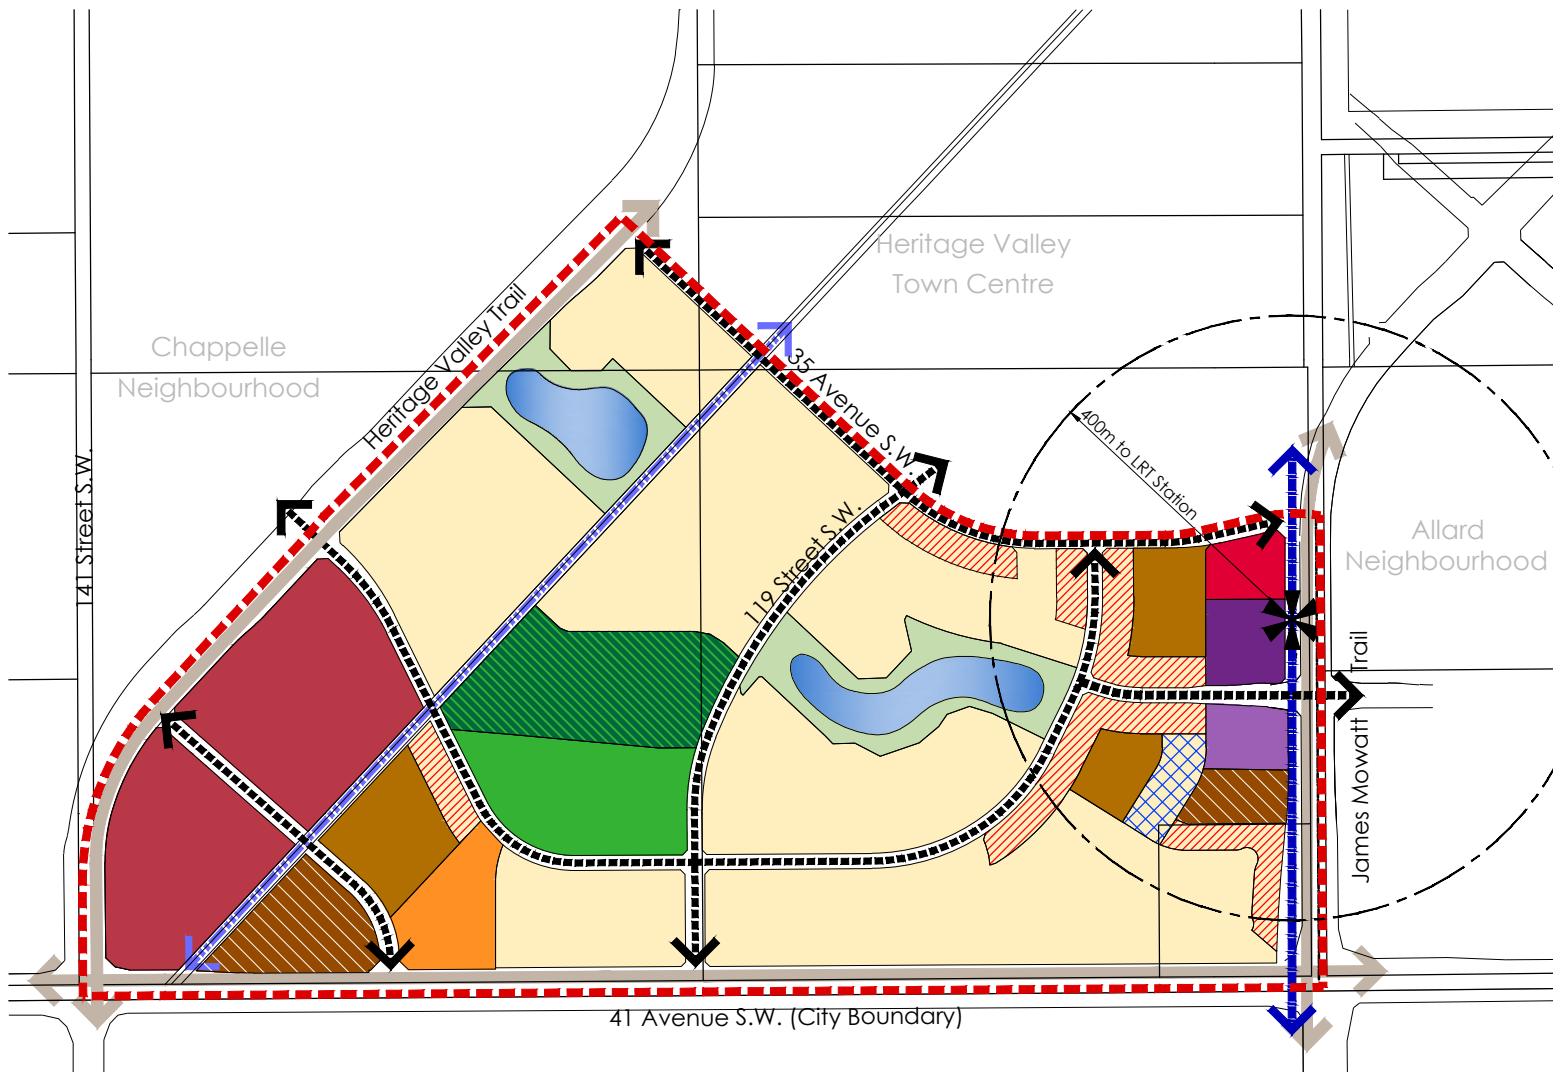 Heritage Valley
Town Centre
Heritage Valley Trail
Chappelle
Neighbourhood
35 Avenue S.W.
400m to LRT Station
141 Street S.W.
119 Street S.W.
Allard
Neighbourhood
James Mowatt Trail
41 Avenue S.W. (City Boundary)